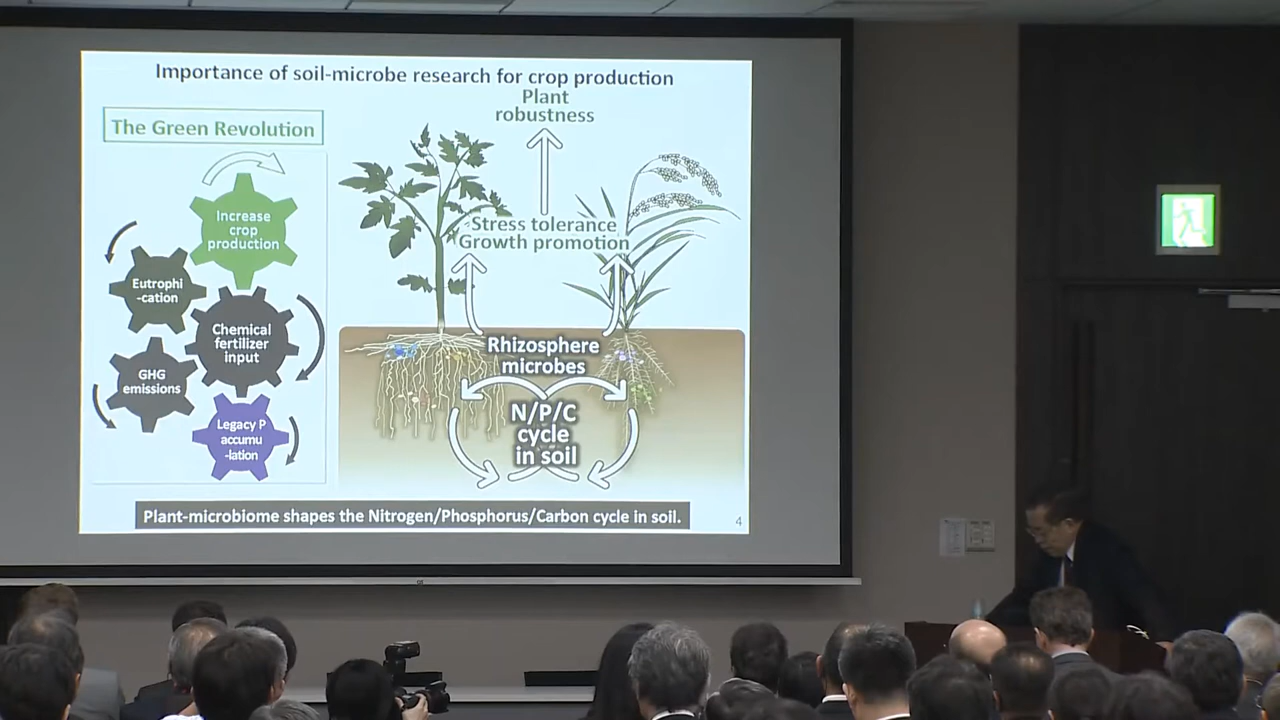 Importance of soil-microbe research for crop production
The Green Revolution
Increase
crop
production
Eutrophi
-cation
Chemical
fertilizer
input
GHG
emissions
Legacy P
accumu
-lation
Plant
robustness
Stress tolerance
Growth promotion
Rhizosphere
microbes
N/P/C
cycle
in soil
Plant-microbiome shapes the Nitrogen/Phosphorus/Carbon cycle in soil.
4